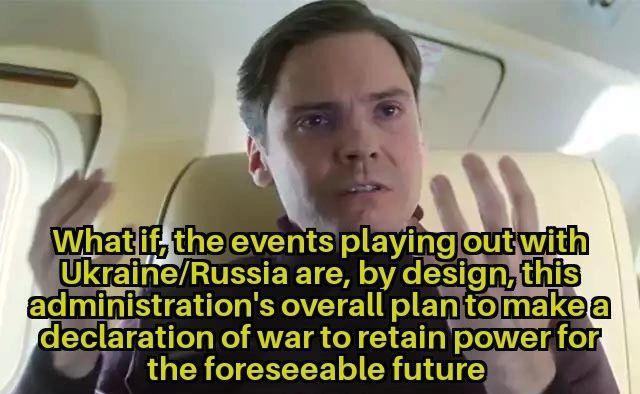 What if, the events playing out with
Ukraine/Russia are, by design, this
administration's overall plan to make a
declaration of war to retain power for
the foreseeable future